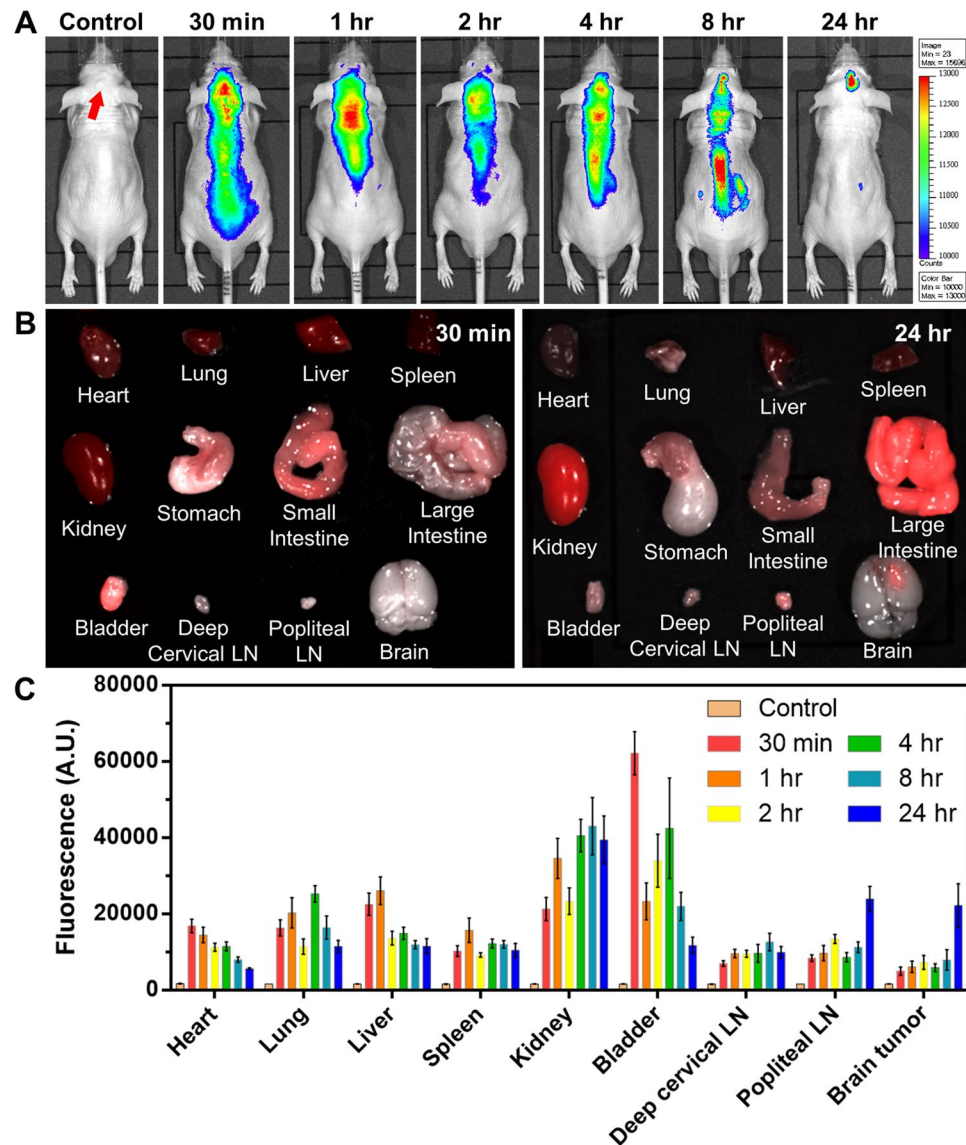 A
Control
30 min
1 hr
2 hr
4 hr
8 hr
24 hr
Image
Min = 23
Max = 15696
13000
12500
12000
11500
11000
10500
10000
Counts
Color Bar
Min = 10000
Max = 13000
B
30 min
Heart
Lung
Liver
Spleen
Kidney
Stomach
Small
Intestine
Large
Intestine
Bladder
Deep
Cervical LN
Popliteal
LN
Brain
24 hr
Heart
Lung
Liver
Spleen
Kidney
Stomach
Small
Intestine
Large
Intestine
Bladder
Deep
Cervical LN
Popliteal
LN
Brain
C
Fluorescence (A.U.)
80000
60000
40000
20000
0
Control
30 min
1 hr
2 hr
4 hr
8 hr
24 hr
Heart
Lung
Liver
Spleen
Kidney
Bladder
Deep cervical LN
Popliteal LN
Brain tumor